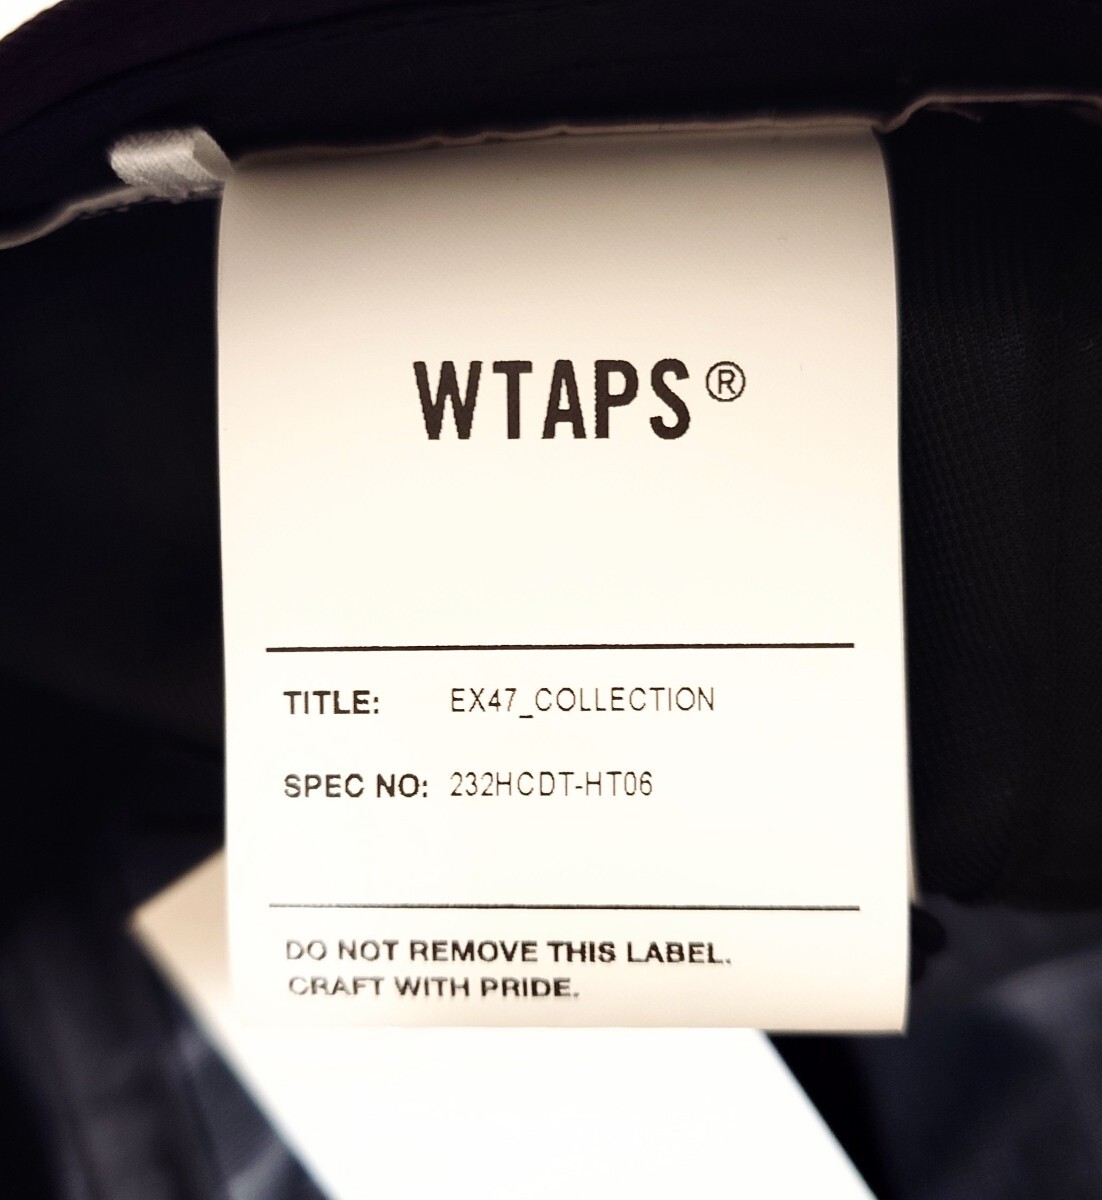 WTAPS®
TITLE: EX47_COLLECTION
SPEC NO: 232HCDT-HT06
DO NOT REMOVE THIS LABEL.
CRAFT WITH PRIDE.